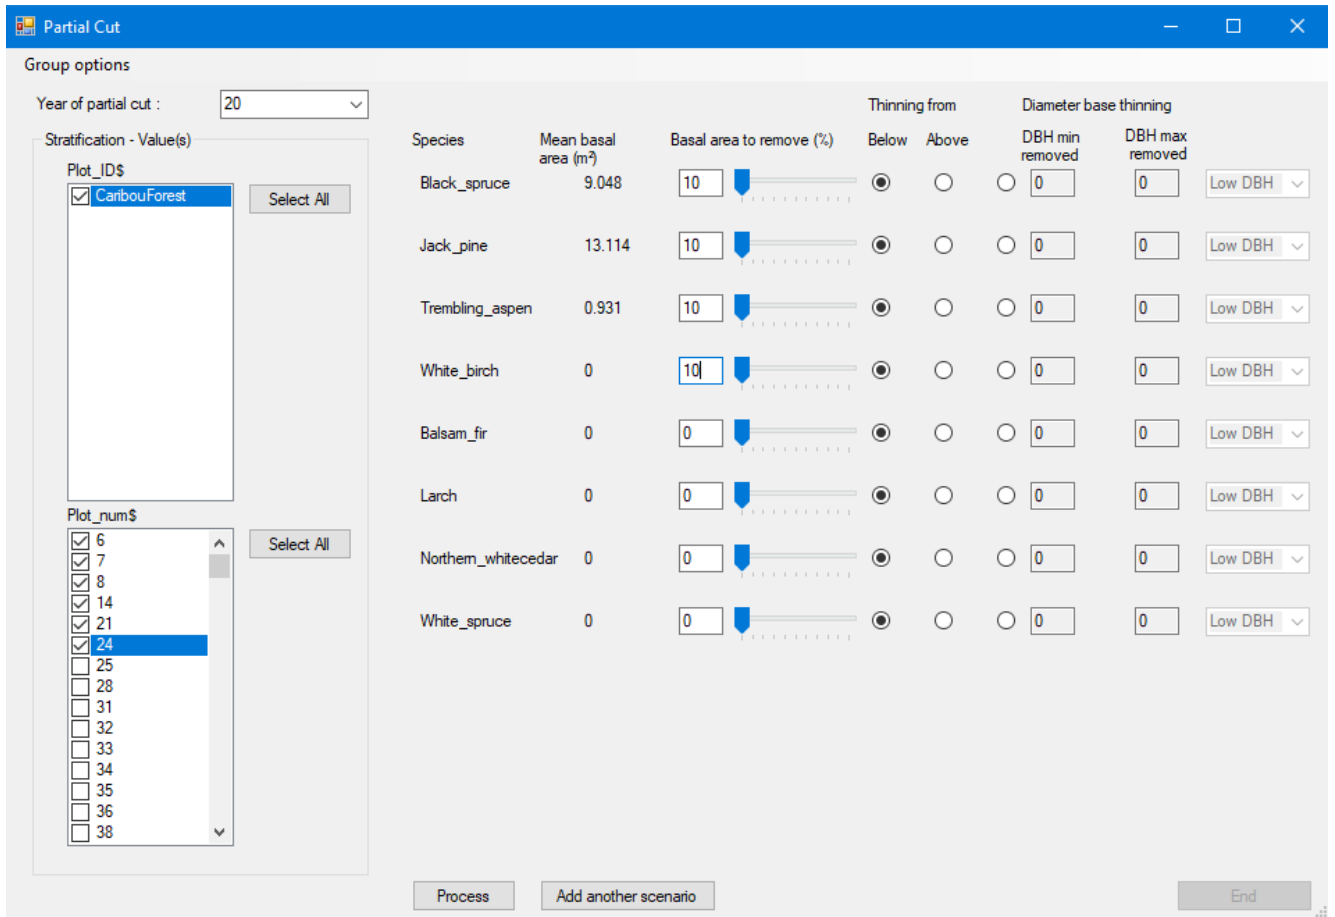 Partial Cut
Group options
Year of partial cut : 20
Stratification - Value(s)
Plot_ID$
CaribouForest
Select All
Plot_num$
6
7
8
14
21
24
25
28
31
32
33
34
35
36
38
Select All
Thinning from Diameter base thinning
Species Mean basal area (m²) Basal area to remove (%) Below Above DBH min removed DBH max removed
Black_spruce 9.048 10 0 0 Low DBH
Jack_pine 13.114 10 0 0 Low DBH
Trembling_aspen 0.931 10 0 0 Low DBH
White_birch 0 10 0 0 Low DBH
Balsam_fir 0 0 0 0 Low DBH
Larch 0 0 0 0 Low DBH
Northern_whitecedar 0 0 0 0 Low DBH
White_spruce 0 0 0 0 Low DBH
Process Add another scenario End